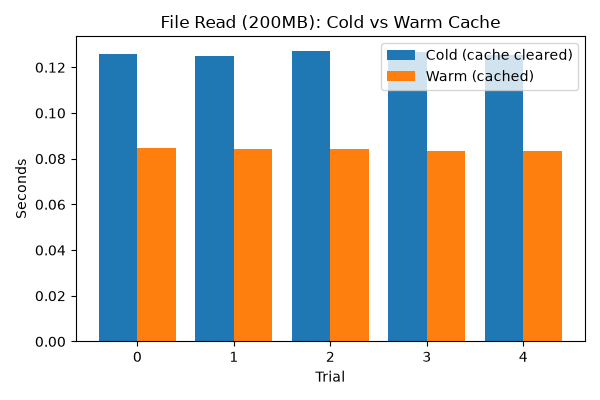 File Read (200MB): Cold vs Warm Cache
Cold (cache cleared)
Warm (cached)
Seconds
0.12
0.10
0.08
0.06
0.04
0.02
0.00
0 1 2 3 4
Trial